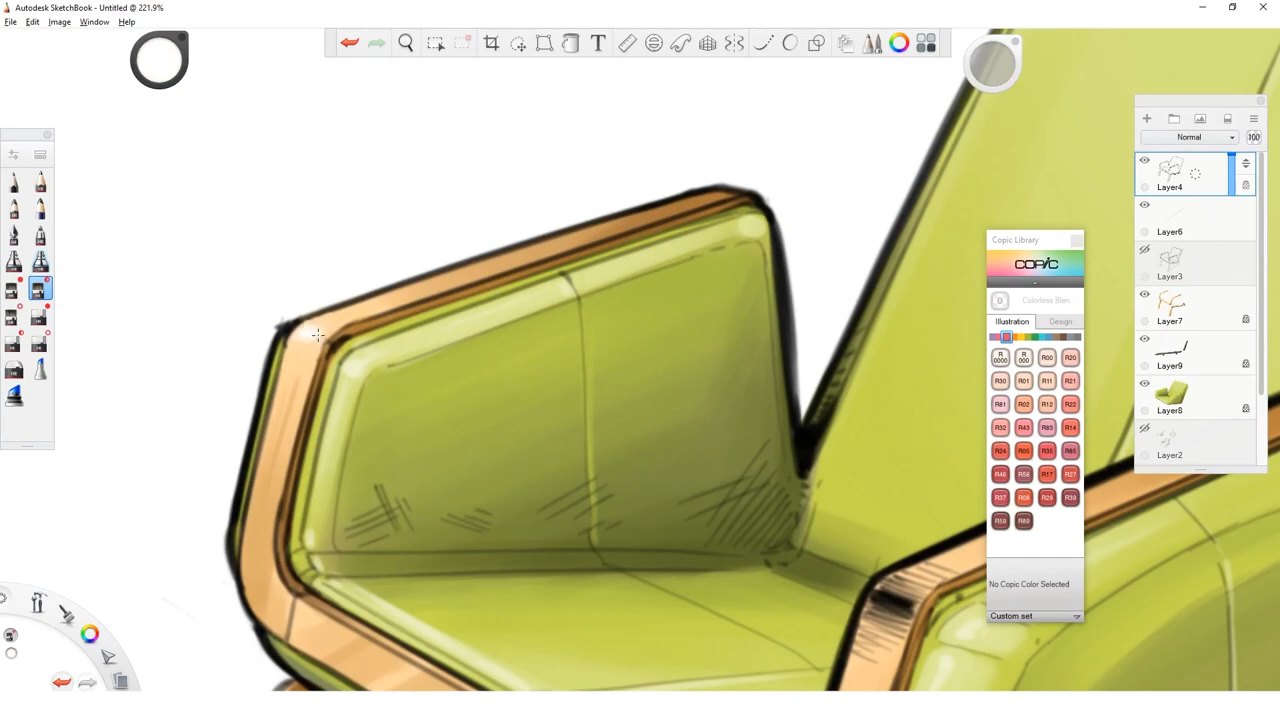 Autodesk SketchBook - Untitled @ 221.9%
File Edit Image Window Help
Normal
100
Layer4
Layer6
Layer3
Layer7
Layer9
Layer8
Layer2
Copic Library
COPIC
0 Colorless Blen.
Illustration Design
R0000 R000 R00 R20
R30 R01 R11 R21
R81 R02 R12 R22
R32 R43 R83 R14
R24 R05 R35 R85
R46 R56 R17 R27
R37 R08 R29 R39
R59 R89
No Copic Color Selected
Custom set